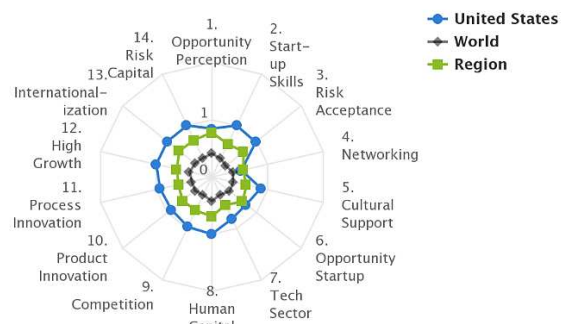 United States
World
Region
1.
Opportunity
Perception
2.
Start-
up
Skills
3.
Risk
Acceptance
4.
Networking
5.
Cultural
Support
6.
Opportunity
Startup
7.
Tech
Sector
8.
Human
9.
Competition
10.
Product
Innovation
11.
Process
Innovation
12.
High
Growth
13.
International-
ization
14.
Risk
Capital
1
0